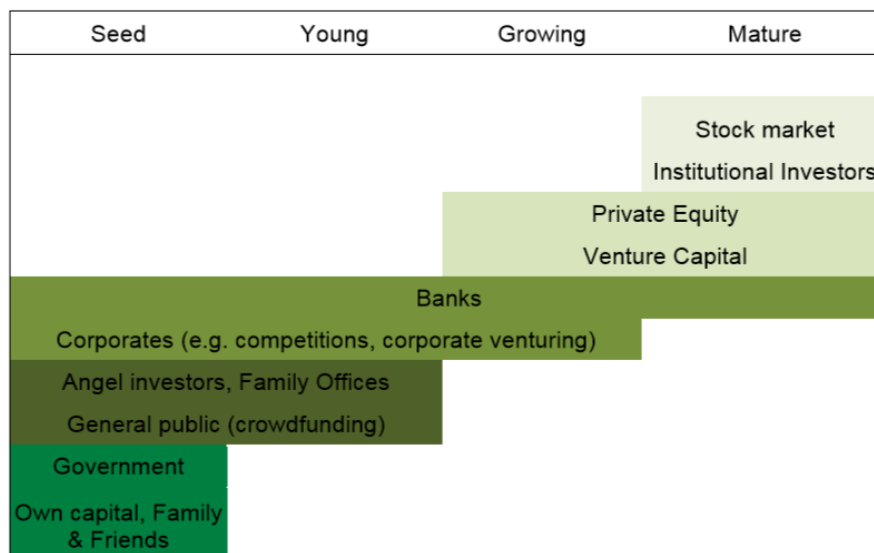 Seed Young Growing Mature
Stock market
Institutional Investors
Private Equity
Venture Capital
Banks
Corporates (e.g. competitions, corporate venturing)
Angel investors, Family Offices
General public (crowdfunding)
Government
Own capital, Family
& Friends